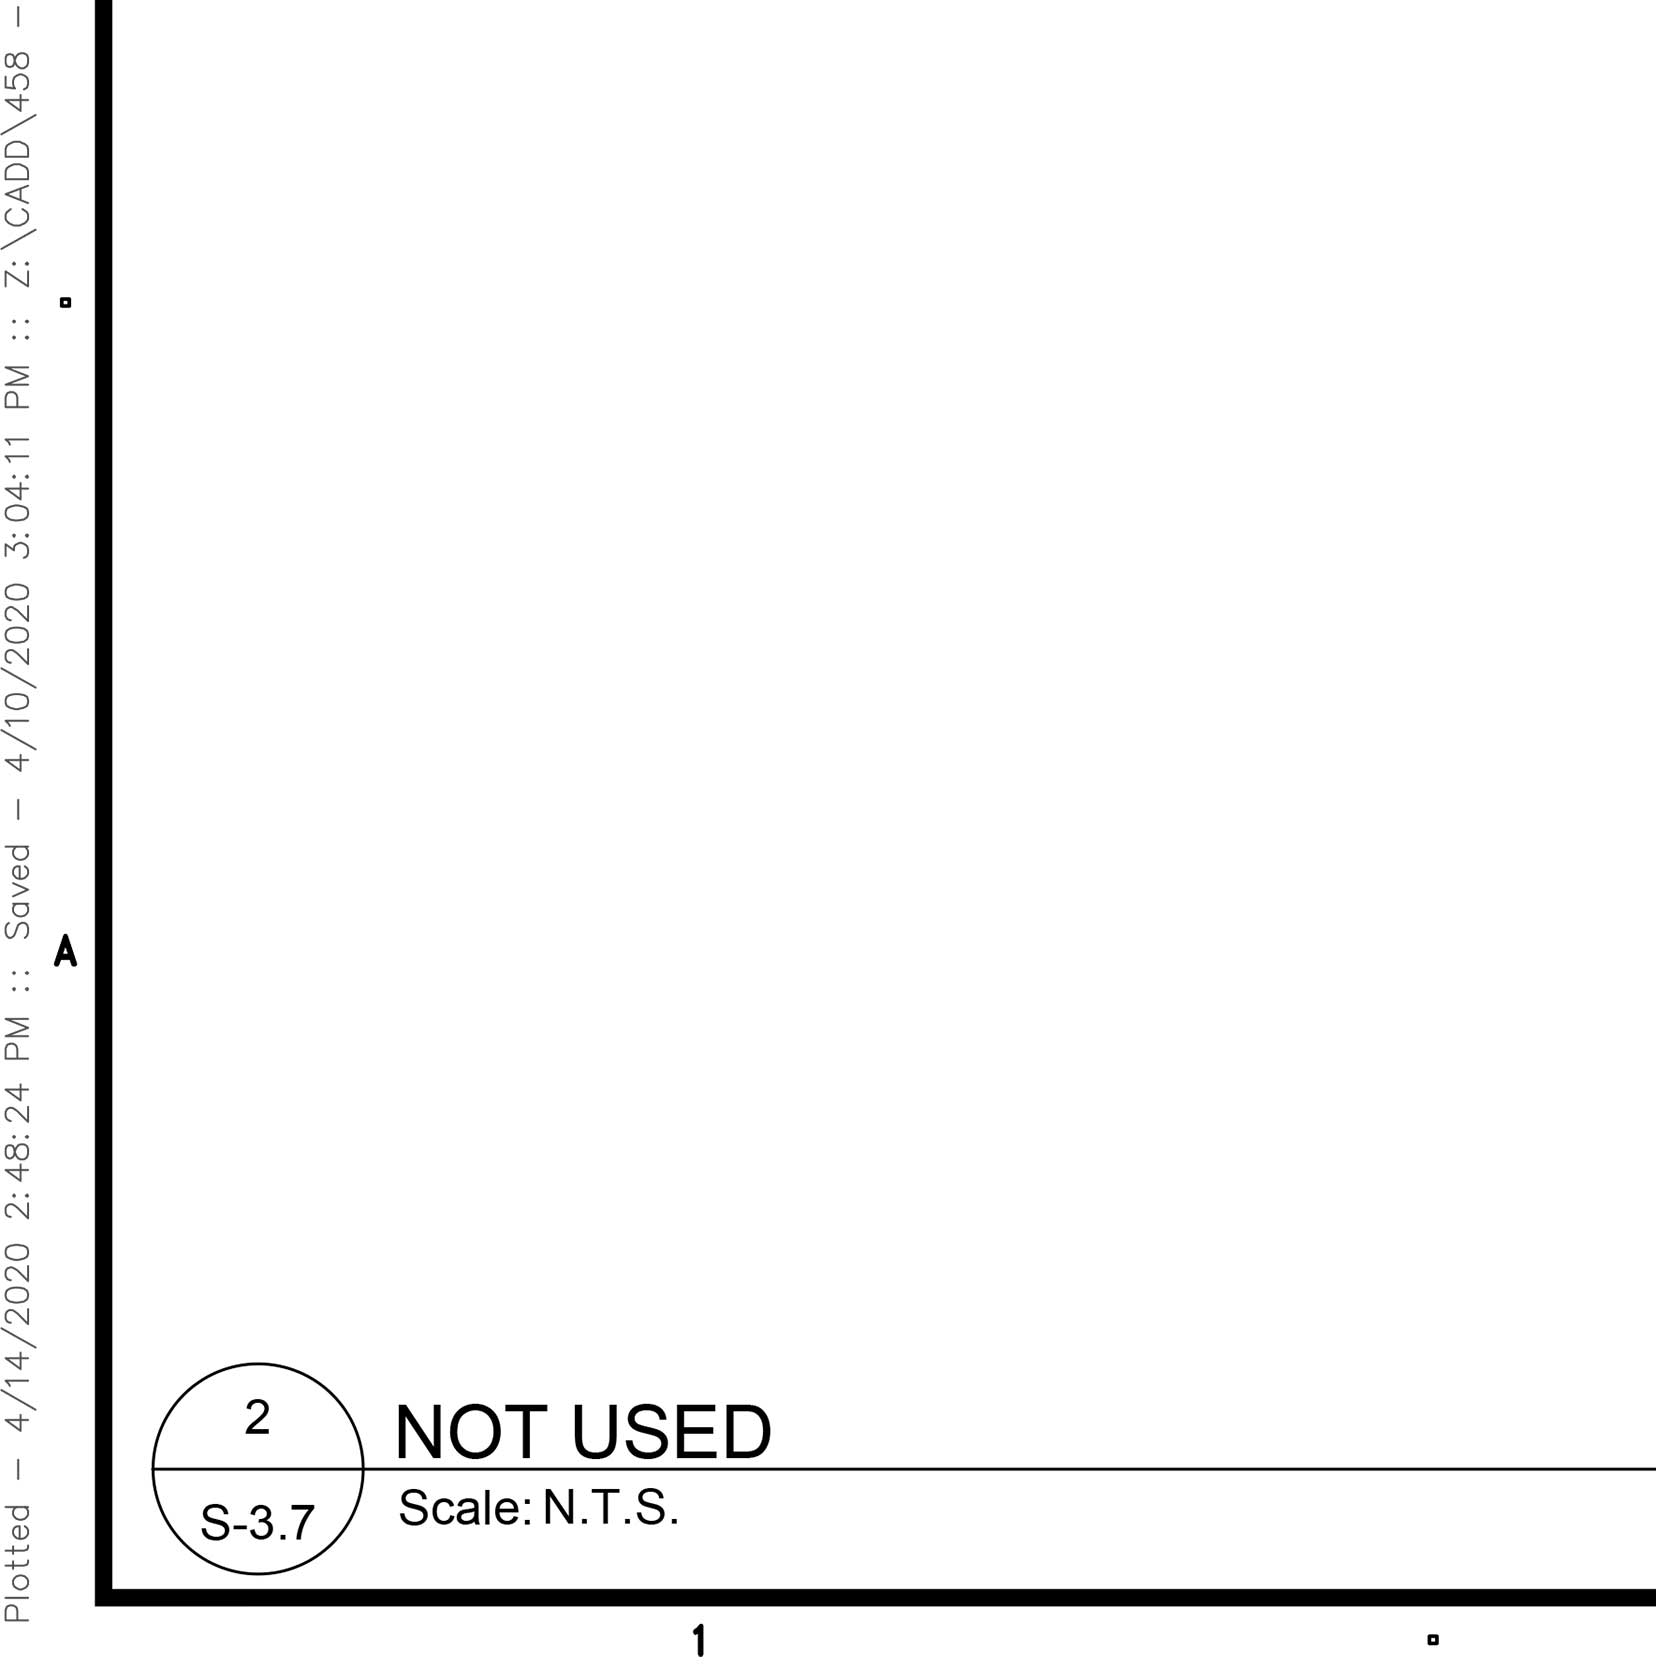 Plotted - 4/14/2020 2:48:24 PM :: Saved - 4/10/2020 3:04:11 PM :: Z:\CADD\458 -
A
2
NOT USED
S-3.7
Scale: N.T.S.
1